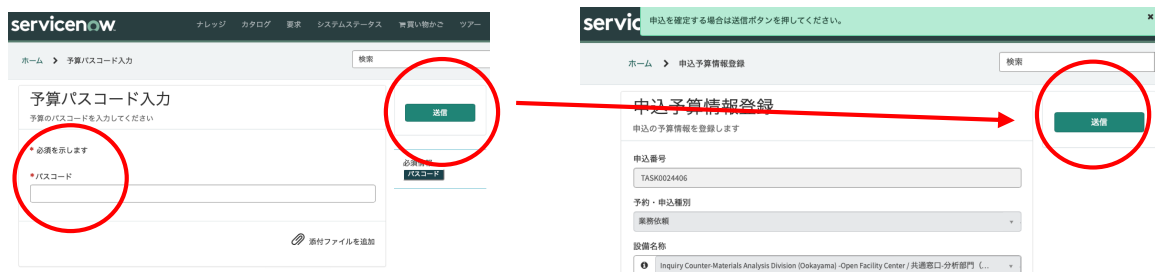 servicenow.
ナレッジ カタログ 要求 システムステータス 買い物かご ツアー
ホーム > 予算パスコード入力
検索
予算パスコード入力
予算のパスコードを入力してください
送信
* 必須を示します
*パスコード
パスコード
添付ファイルを追加
申込を確定する場合は送信ボタンを押してください。
ホーム > 申込予算情報登録
検索
申込予算情報登録
申込の予算情報を登録します
送信
申込番号
TASK0024406
予約・申込種別
業務依頼
設備名称
Inquiry Counter-Materials Analysis Division (Ookayama) -Open Facility Center / 共通窓口-分析部門 (...